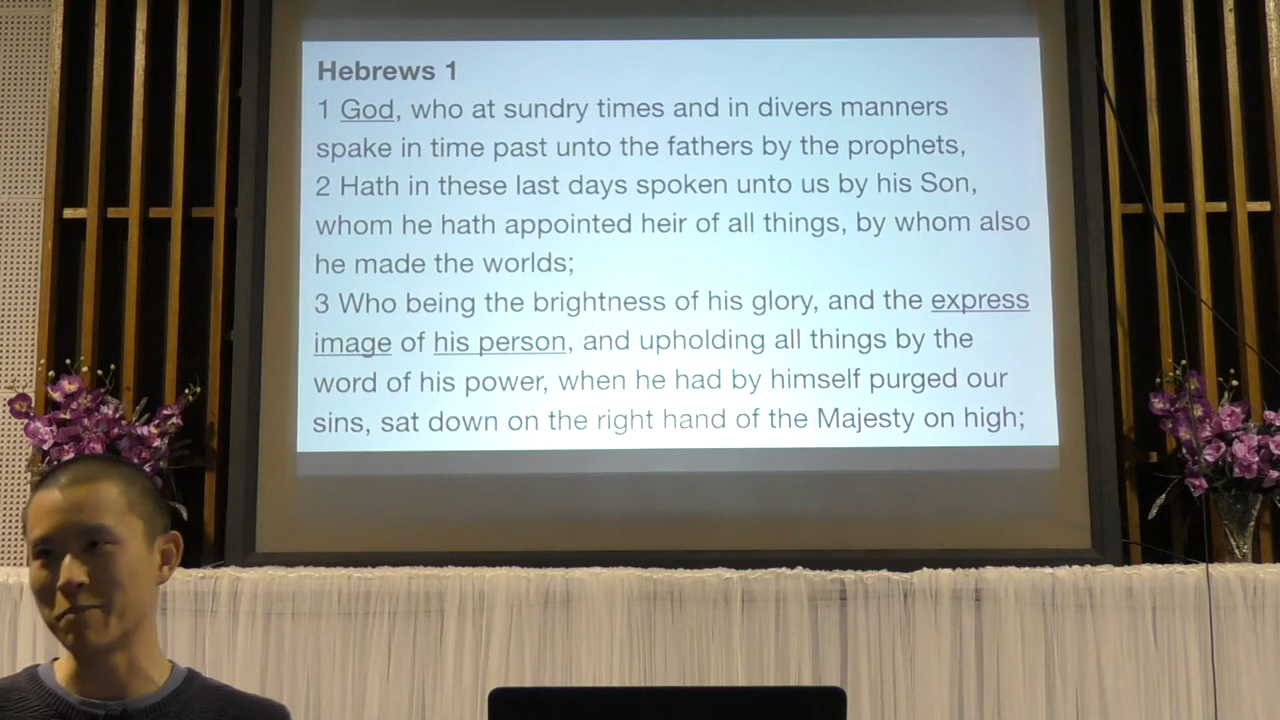 Hebrews 1
1 God, who at sundry times and in divers manners
spake in time past unto the fathers by the prophets,
2 Hath in these last days spoken unto us by his Son,
whom he hath appointed heir of all things, by whom also
he made the worlds;
3 Who being the brightness of his glory, and the express
image of his person, and upholding all things by the
word of his power, when he had by himself purged our
sins, sat down on the right hand of the Majesty on high;